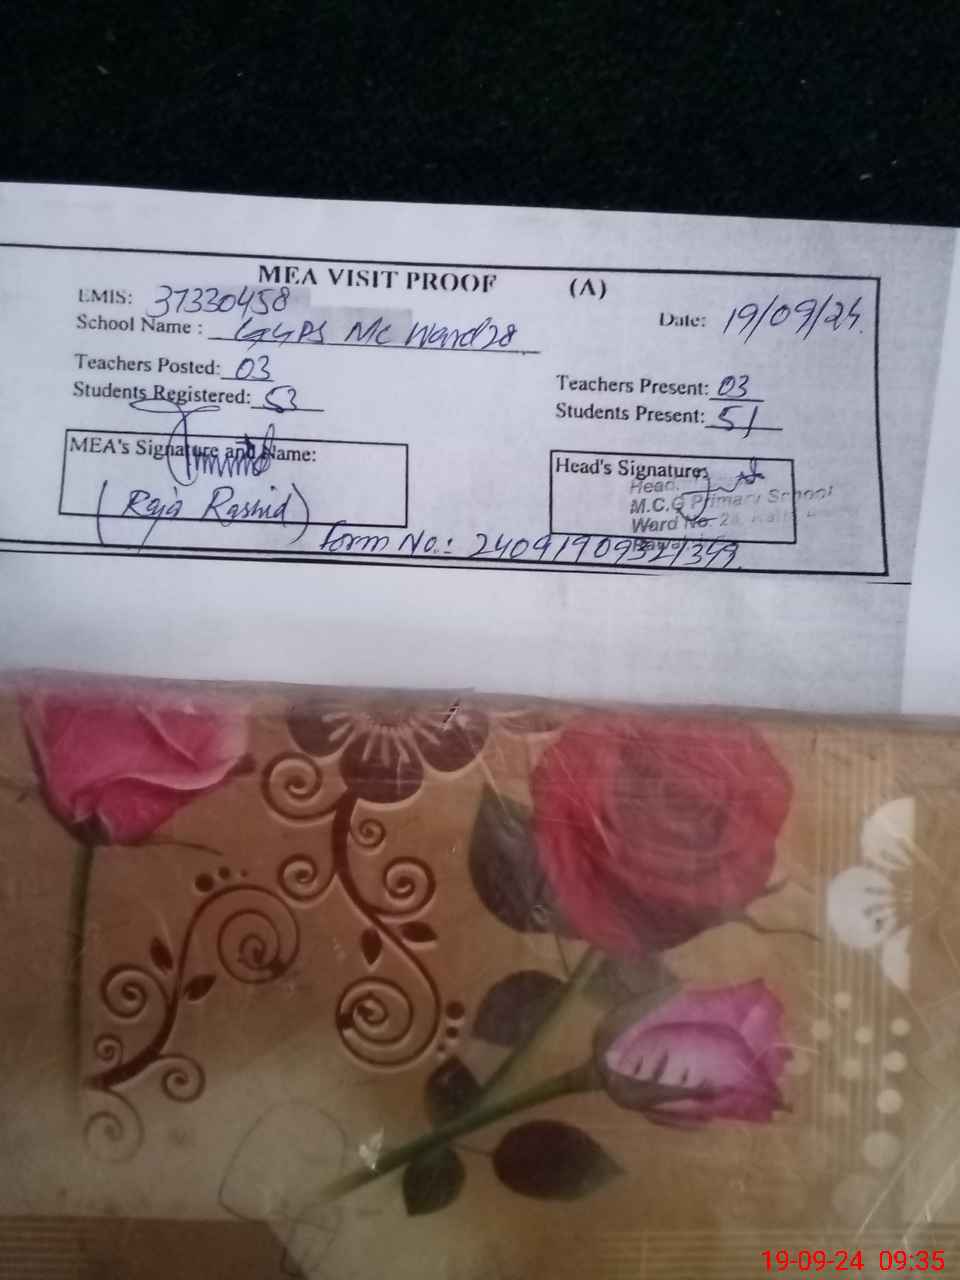 MEA VISIT PROOF (A)
EMIS: 37330458
Date: 19/09/24.
School Name : GGPS MC Ward 28
Teachers Posted: 03
Teachers Present: 03
Students Registered: 53
Students Present: 51
MEA's Signature and Name:
(Raja Rashid)
Head's Signature:
Head.
M.C.G Primary School
Ward No. 28,
Form No.:
19-09-24 09:35